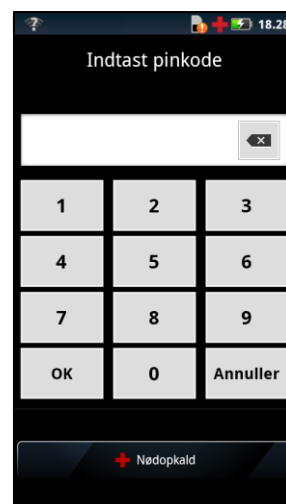 18.28
Indtast pinkode
1 2 3
4 5 6
7 8 9
OK 0 Annuller
Nødopkald